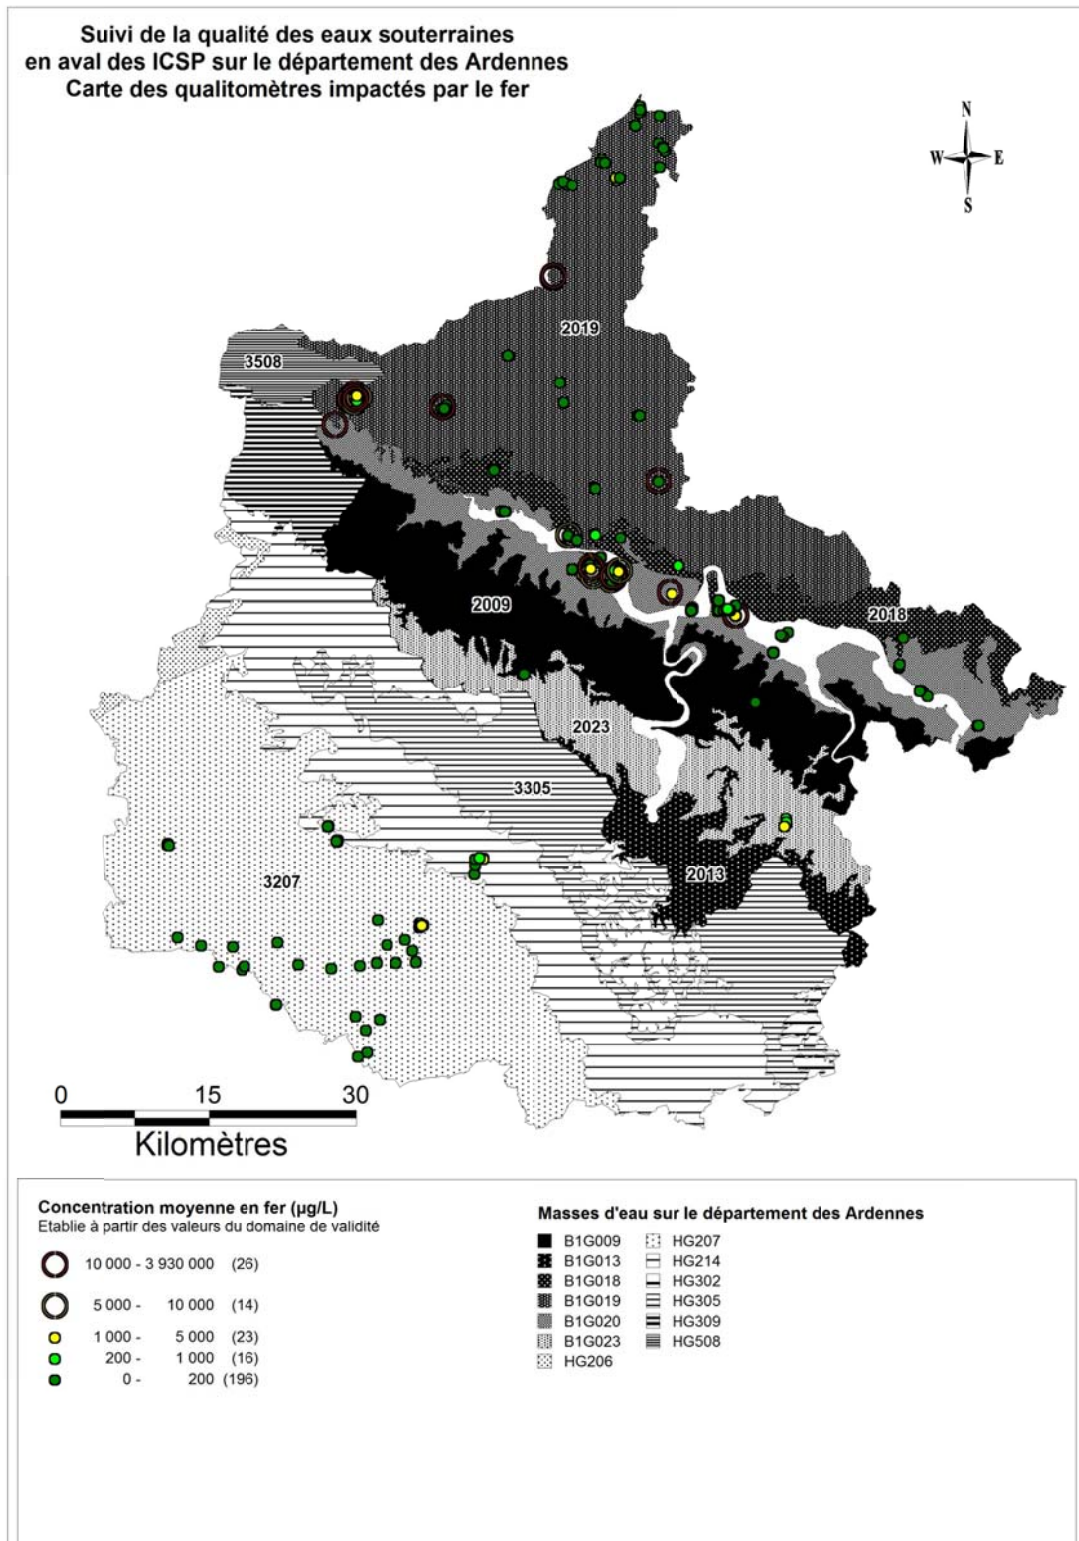 Suivi de la qualité des eaux souterraines
en aval des ICSP sur le département des Ardennes
Carte des qualitomètres impactés par le fer
N
W E
S
2019
3508
2009
2018
2023
3305
2013
3207
0 15 30
Kilomètres
Concentration moyenne en fer (µg/L)
Etablie à partir des valeurs du domaine de validité
10 000 - 3 930 000 (26)
5 000 - 10 000 (14)
1 000 - 5 000 (23)
200 - 1 000 (16)
0 - 200 (196)
Masses d'eau sur le département des Ardennes
B1G009
B1G013
B1G018
B1G019
B1G020
B1G023
HG206
HG207
HG214
HG302
HG305
HG309
HG508